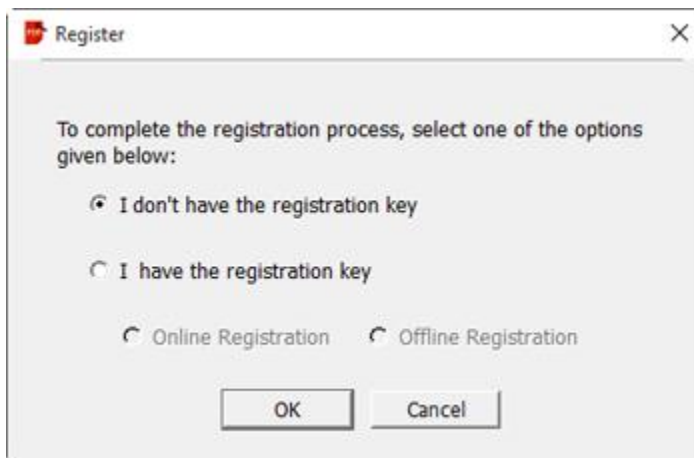 Register
To complete the registration process, select one of the options
given below:
I don't have the registration key
I have the registration key
Online Registration Offline Registration
OK Cancel